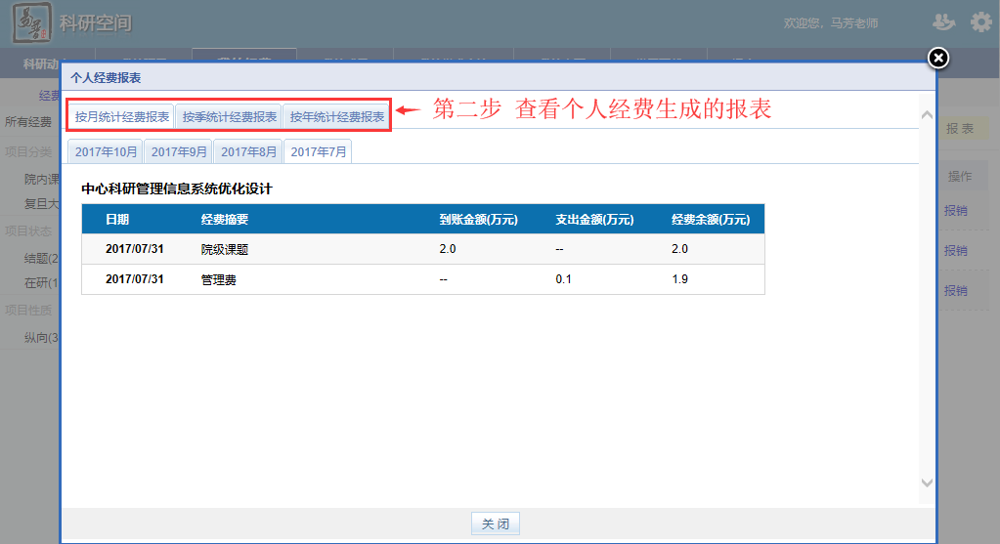 易普 科研空间
欢迎您，马芳老师
科研动
个人经费报表
经费
按月统计经费报表 按季统计经费报表 按年统计经费报表
第二步 查看个人经费生成的报表
所有经费
报表
2017年10月 2017年9月 2017年8月 2017年7月
项目分类
院内课
操作
中心科研管理信息系统优化设计
复旦大
报销
日期 经费摘要 到账金额(万元) 支出金额(万元) 经费余额(万元)
项目状态
2017/07/31 院级课题 2.0 -- 2.0
结题(2
报销
2017/07/31 管理费 -- 0.1 1.9
在研(1
报销
项目性质
纵向(3
关 闭